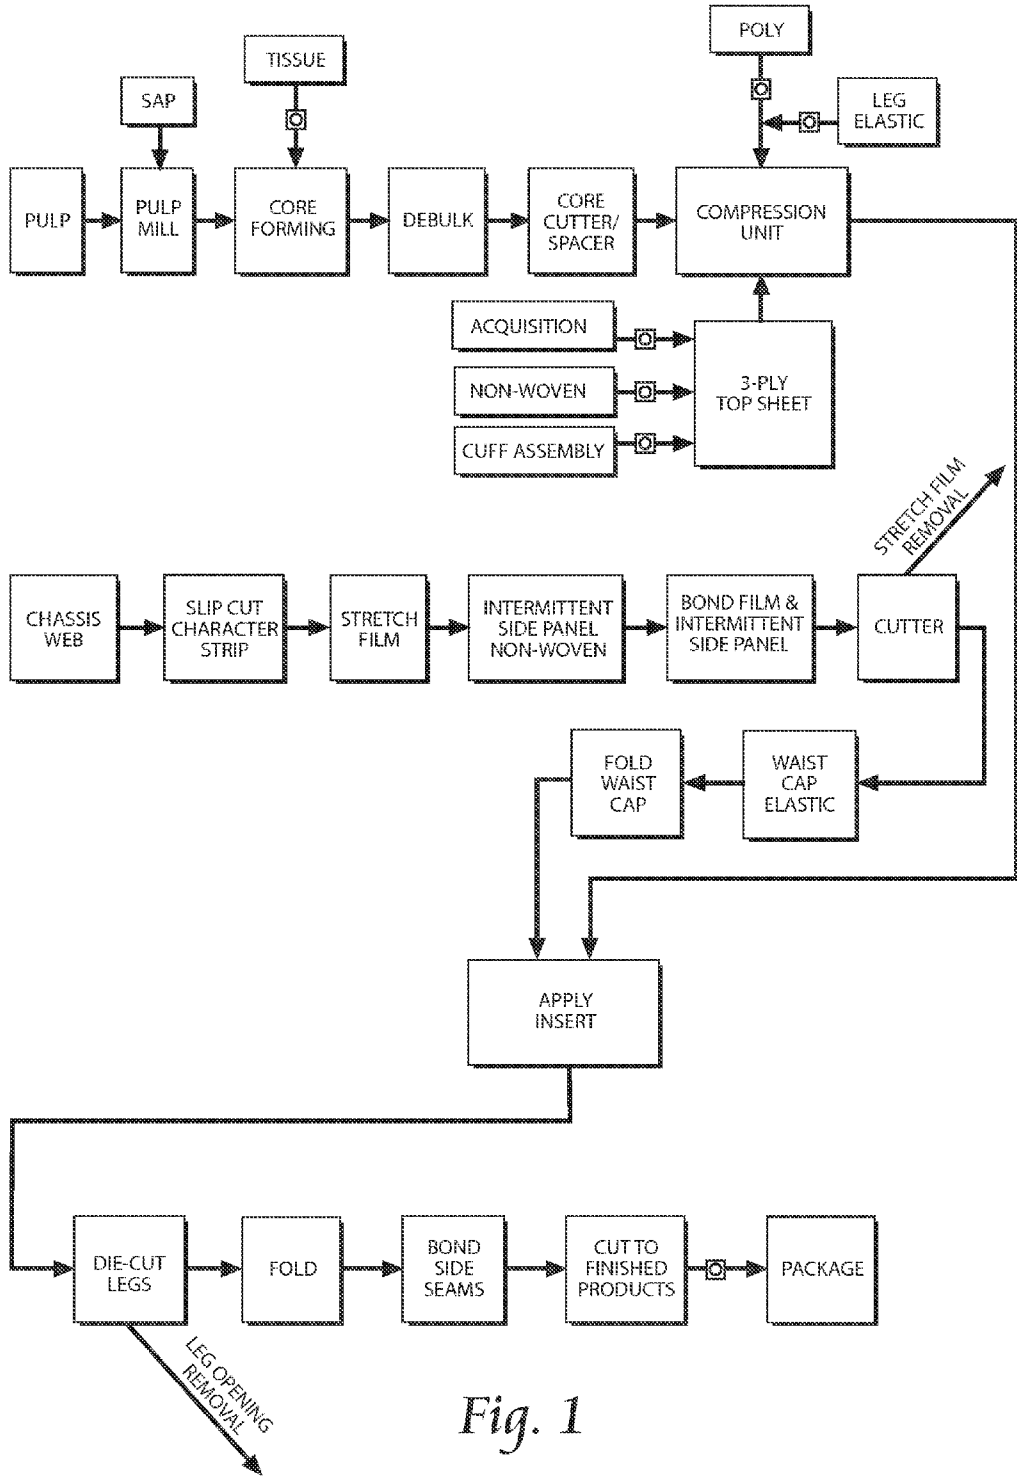 POLY
TISSUE
SAP
LEG
ELASTIC
PULP
PULP
MILL
CORE
FORMING
DEBULK
CORE
CUTTER/
SPACER
COMPRESSION
UNIT
ACQUISITION
NON-WOVEN
CUFF ASSEMBLY
3-PLY
TOP SHEET
STRETCH FILM
REMOVAL
CHASSIS
WEB
SLIP CUT
CHARACTER
STRIP
STRETCH
FILM
INTERMITTENT
SIDE PANEL
NON-WOVEN
BOND FILM &
INTERMITTENT
SIDE PANEL
CUTTER
FOLD
WAIST
CAP
WAIST
CAP
ELASTIC
APPLY
INSERT
DIE-CUT
LEGS
FOLD
BOND
SIDE
SEAMS
CUT TO
FINISHED
PRODUCTS
PACKAGE
LEG OPENING
REMOVAL
Fig. 1